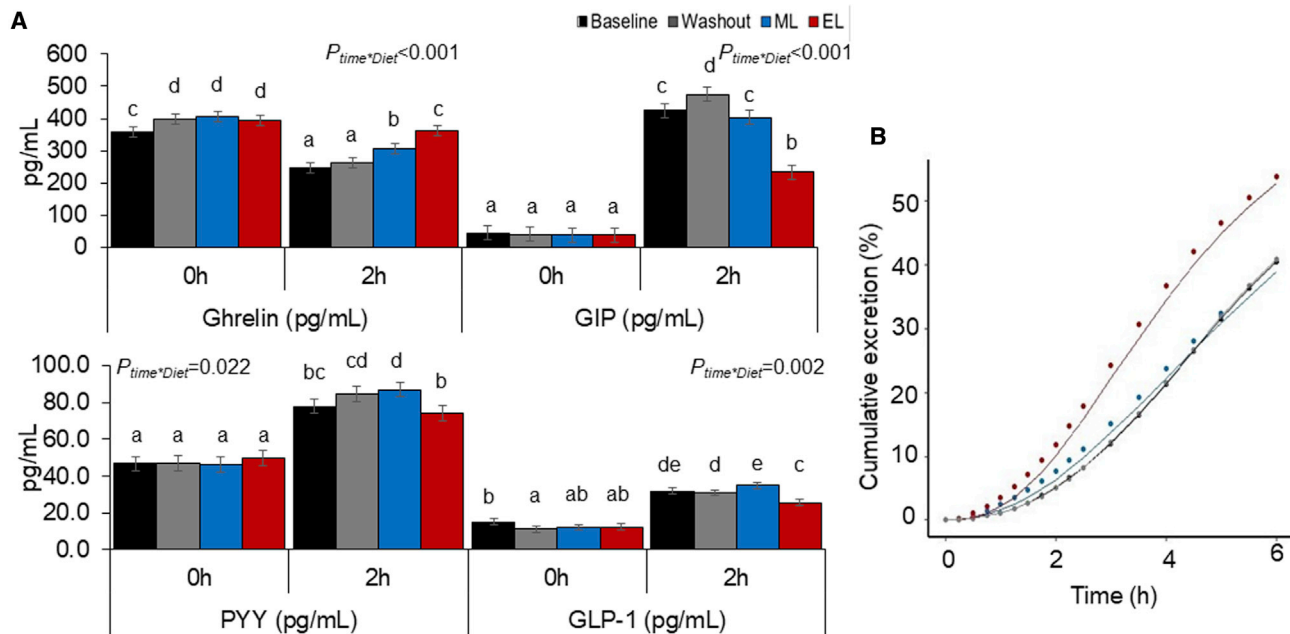 A
Baseline Washout ML EL
600
500
400
300
200
100
0
pg/mL
P time*Diet<0.001
c d d d
a a b c
P time*Diet<0.001
a a a a
c d c b
0h 2h 0h 2h
Ghrelin (pg/mL) GIP (pg/mL)
100.0
80.0
60.0
40.0
20.0
0.0
pg/mL
P time*Diet=0.022
a a a a
bc cd d b
P time*Diet=0.002
b a ab ab
de d e c
0h 2h 0h 2h
PYY (pg/mL) GLP-1 (pg/mL)
B
50
40
30
20
10
0
Cumulative excretion (%)
0 2 4 6
Time (h)